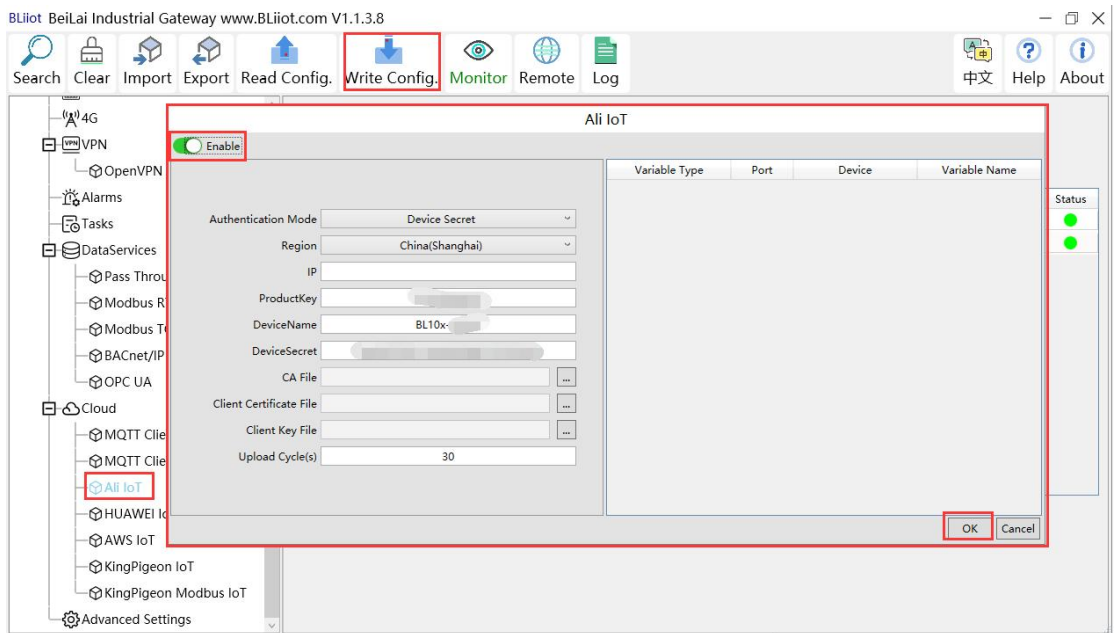 BLiiot BeiLai Industrial Gateway www.BLiiot.com V1.1.3.8
Search Clear Import Export Read Config. Write Config. Monitor Remote Log 中文 Help About
4G
VPN
OpenVPN
Alarms
Tasks
DataServices
Pass Throu
Modbus R
Modbus T
BACnet/IP
OPC UA
Cloud
MQTT Clie
MQTT Clie
Ali IoT
HUAWEI Io
AWS IoT
KingPigeon IoT
KingPigeon Modbus IoT
Advanced Settings
Ali IoT
Enable
Authentication Mode Device Secret
Region China(Shanghai)
IP
ProductKey
DeviceName BL10x-
DeviceSecret
CA File ...
Client Certificate File ...
Client Key File ...
Upload Cycle(s) 30
Variable Type Port Device Variable Name
OK Cancel
Status